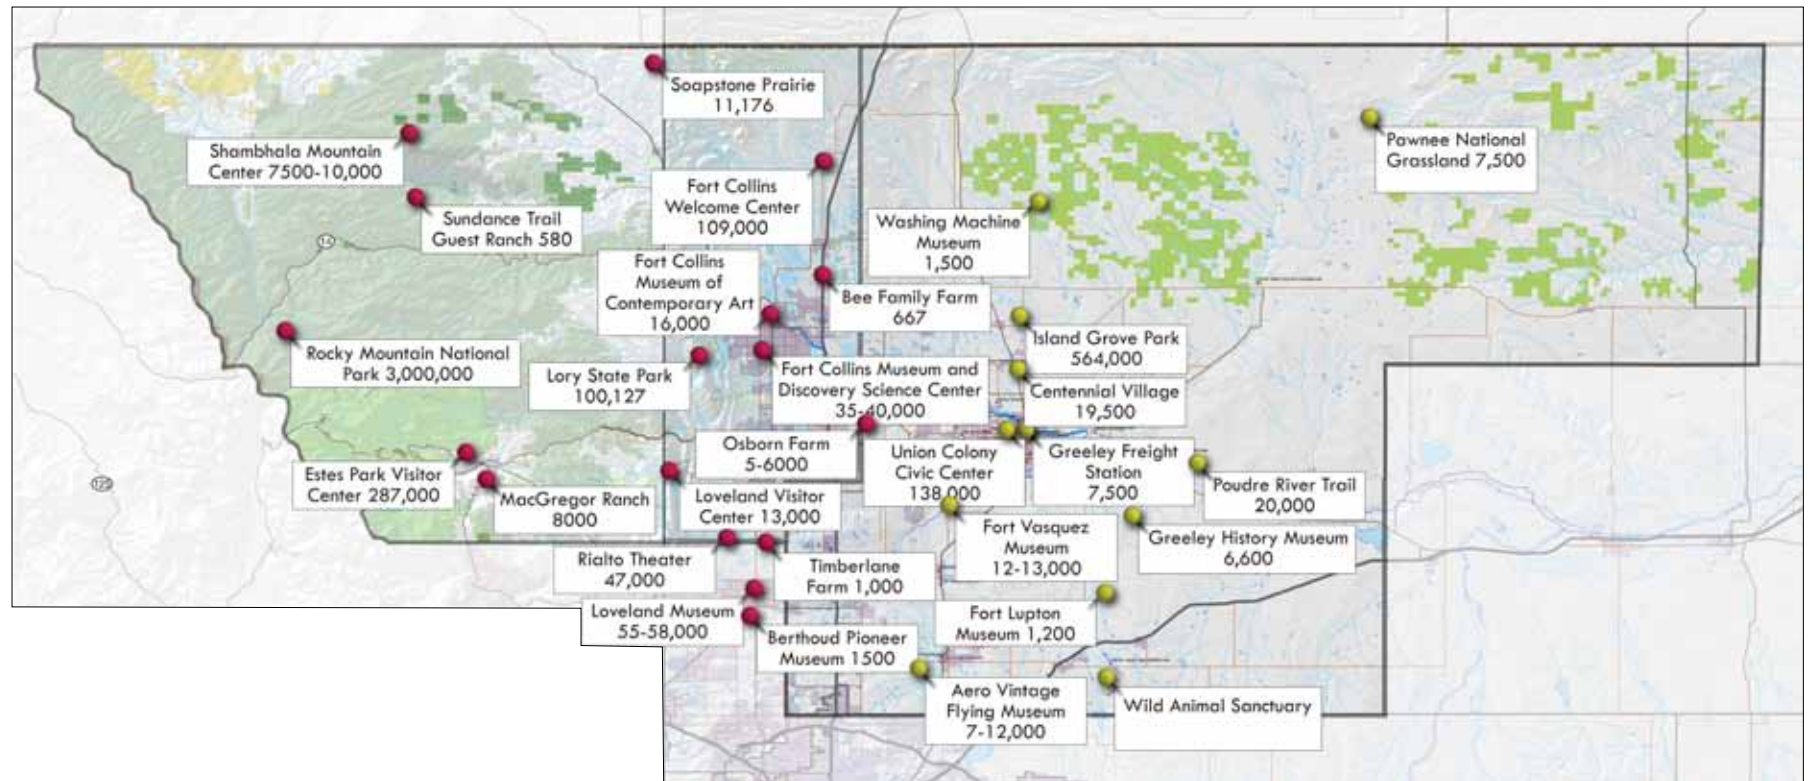 Soapstone Prairie
11,176
Shambhala Mountain
Center 7500-10,000
Pawnee National
Grassland 7,500
Fort Collins
Welcome Center
109,000
Sundance Trail
Guest Ranch 580
14
Washing Machine
Museum
1,500
Fort Collins
Museum of
Contemporary Art
16,000
Bee Family Farm
667
Island Grove Park
564,000
Rocky Mountain National
Park 3,000,000
Lory State Park
100,127
Fort Collins Museum and
Discovery Science Center
35-40,000
Centennial Village
19,500
Osborn Farm
5-6000
Union Colony
Civic Center
138,000
Greeley Freight
Station
7,500
Poudre River Trail
20,000
Estes Park Visitor
Center 287,000
125
MacGregor Ranch
8000
Loveland Visitor
Center 13,000
Fort Vasquez
Museum
12-13,000
Greeley History Museum
6,600
Rialto Theater
47,000
Timberlane
Farm 1,000
Loveland Museum
55-58,000
Fort Lupton
Museum 1,200
Berthoud Pioneer
Museum 1500
Aero Vintage
Flying Museum
7-12,000
Wild Animal Sanctuary